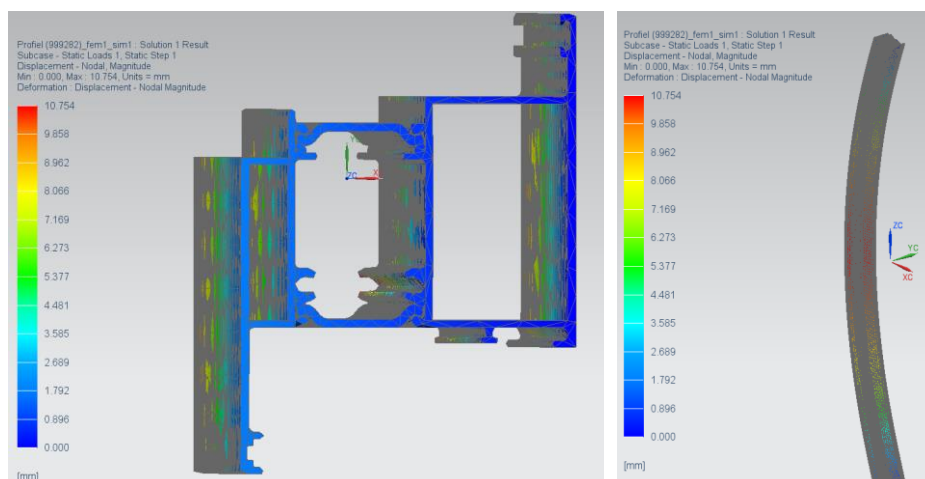 Profiel (999282)_fem1_sim1 : Solution 1 Result
Subcase - Static Loads 1, Static Step 1
Displacement - Nodal, Magnitude
Min : 0.000, Max : 10.754, Units = mm
Deformation : Displacement - Nodal Magnitude
10.754
9.858
8.962
8.066
7.169
6.273
5.377
4.481
3.585
2.689
1.792
0.896
0.000
[mm]
ZC
Profiel (999282)_fem1_sim1 : Solution 1 Result
Subcase - Static Loads 1, Static Step 1
Displacement - Nodal, Magnitude
Min : 0.000, Max : 10.754, Units = mm
Deformation : Displacement - Nodal Magnitude
10.754
9.858
8.962
8.066
7.169
6.273
5.377
4.481
3.585
2.689
1.792
0.896
0.000
[mm]
ZC
YC
XC